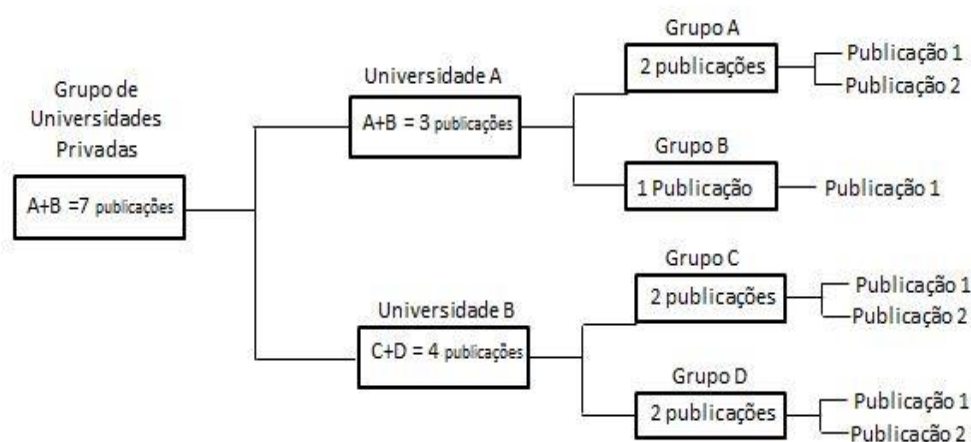 Grupo de
Universidades
Privadas
A+B =7 publicações
Universidade A
A+B = 3 publicações
Grupo A
2 publicações
Publicação 1
Publicação 2
Grupo B
1 Publicação
Publicação 1
Universidade B
C+D = 4 publicações
Grupo C
2 publicações
Publicação 1
Publicação 2
Grupo D
2 publicações
Publicação 1
Publicação 2